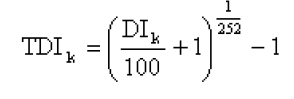 TDI_k = (DI_k/100 + 1)^(1/252) − 1